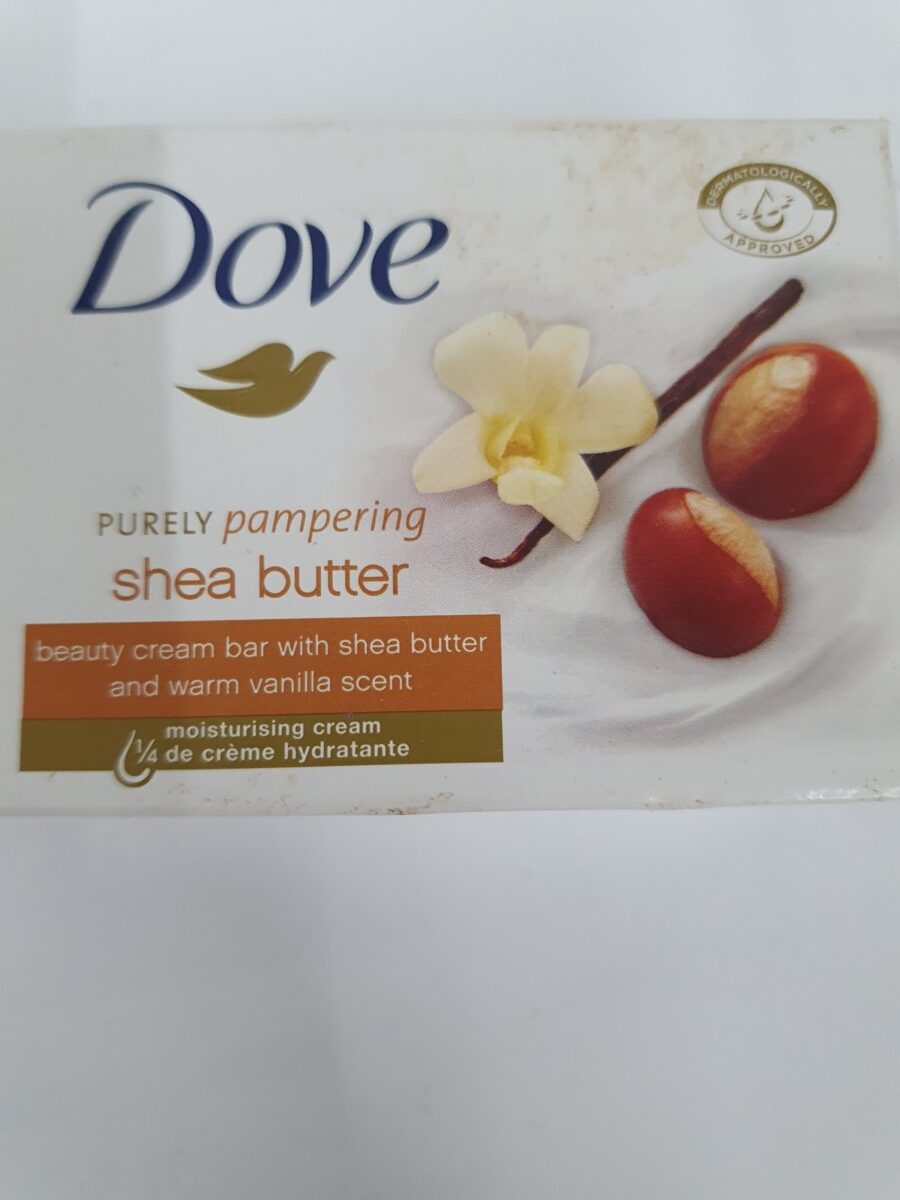 Dove
DERMATOLOGICALLY
APPROVED
PURELY pampering
shea butter
beauty cream bar with shea butter
and warm vanilla scent
1/4 moisturising cream
de crème hydratante